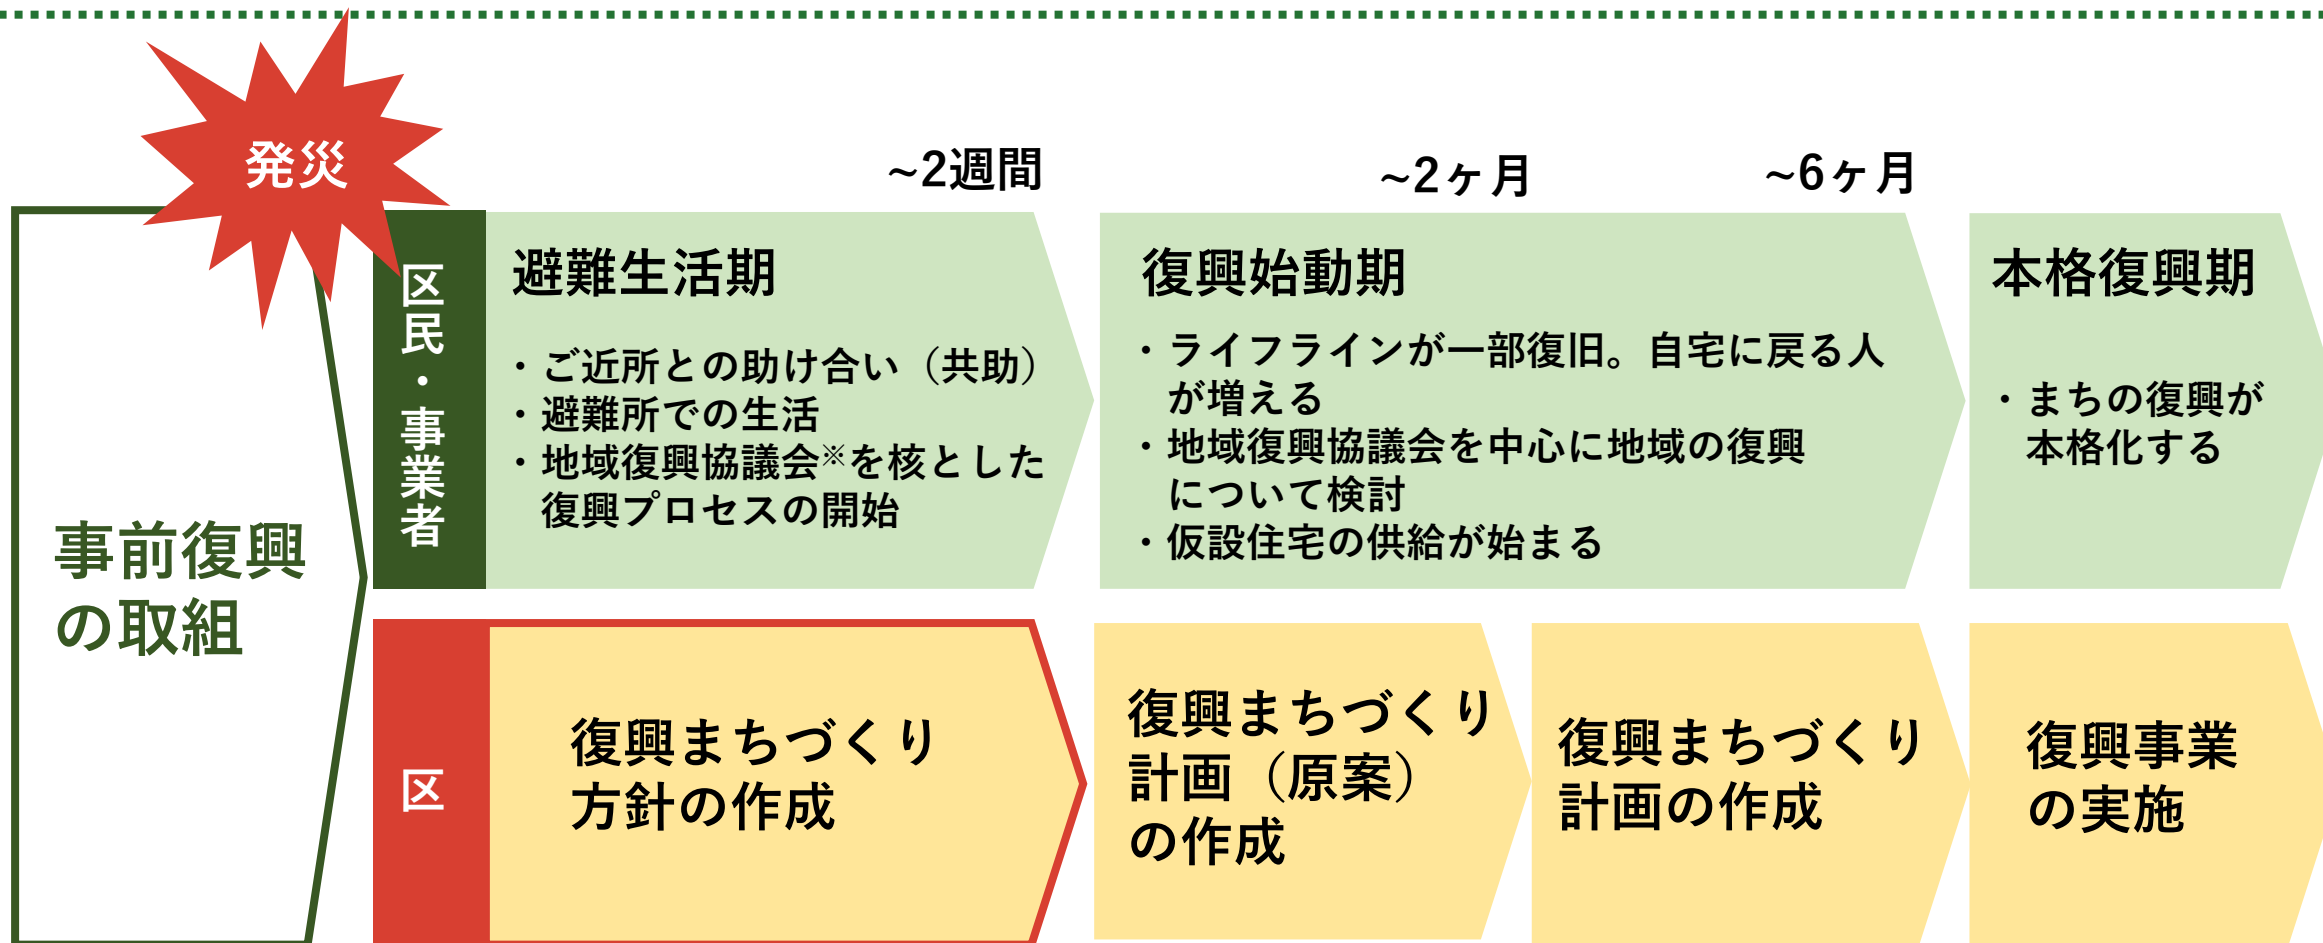 発災
~2週間
~2ヶ月
~6ヶ月
事前復興
の取組
区民・事業者
避難生活期
・ご近所との助け合い（共助）
・避難所での生活
・地域復興協議会※を核とした
復興プロセスの開始
復興始動期
・ライフラインが一部復旧。自宅に戻る人
が増える
・地域復興協議会を中心に地域の復興
について検討
・仮設住宅の供給が始まる
本格復興期
・まちの復興が
本格化する
区
復興まちづくり
方針の作成
復興まちづくり
計画（原案）
の作成
復興まちづくり
計画の作成
復興事業
の実施